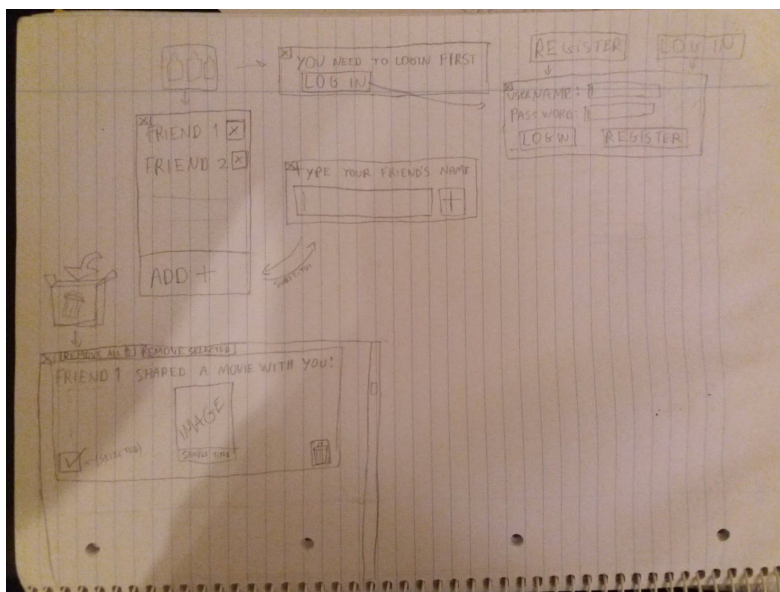 REGISTER
LOG IN
YOU NEED TO LOGIN FIRST
LOG IN
USERNAME:
PASSWORD:
LOGIN REGISTER
FRIEND 1 X
FRIEND 2 X
TYPE YOUR FRIEND'S NAME
+
ADD +
REMOVE ALL REMOVE SELECTED
FRIEND 1 SHARED A MOVIE WITH YOU!
IMAGE
(SELECTED)